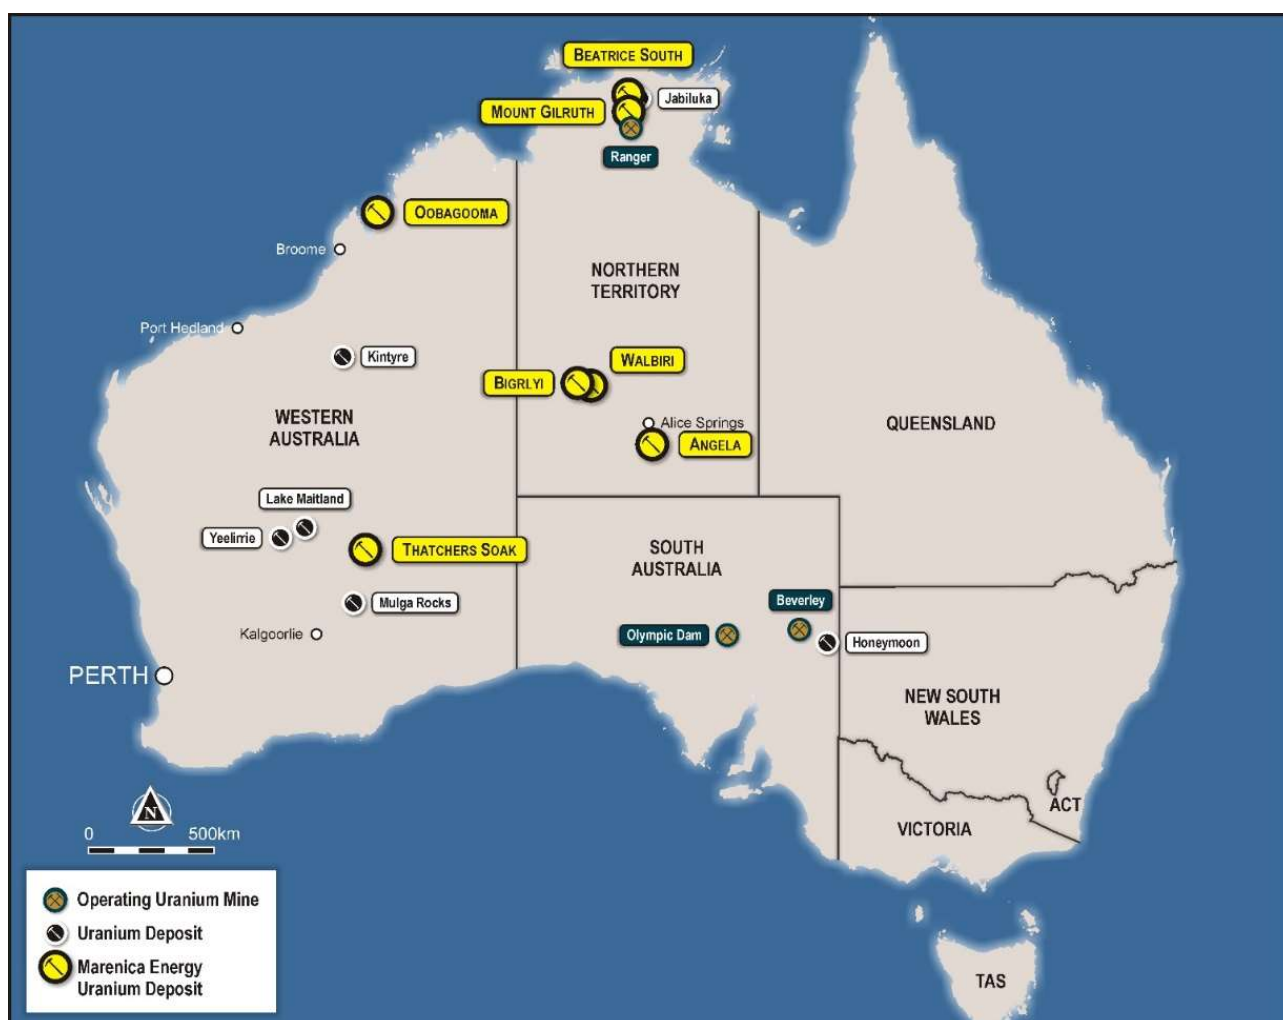 BEATRICE SOUTH
Jabiluka
MOUNT GILRUTH
Ranger
OOBAGOOMA
Broome
NORTHERN
TERRITORY
Port Hedland
Kintyre
WALBIRI
BIGRLYI
WESTERN
AUSTRALIA
Alice Springs
QUEENSLAND
ANGELA
Lake Maitland
Yeelirrie
THATCHERS SOAK
SOUTH
AUSTRALIA
Mulga Rocks
Beverley
Kalgoorlie
Olympic Dam
Honeymoon
PERTH
NEW SOUTH
WALES
N
ACT
0 500km
VICTORIA
Operating Uranium Mine
Uranium Deposit
Marenica Energy
Uranium Deposit
TAS